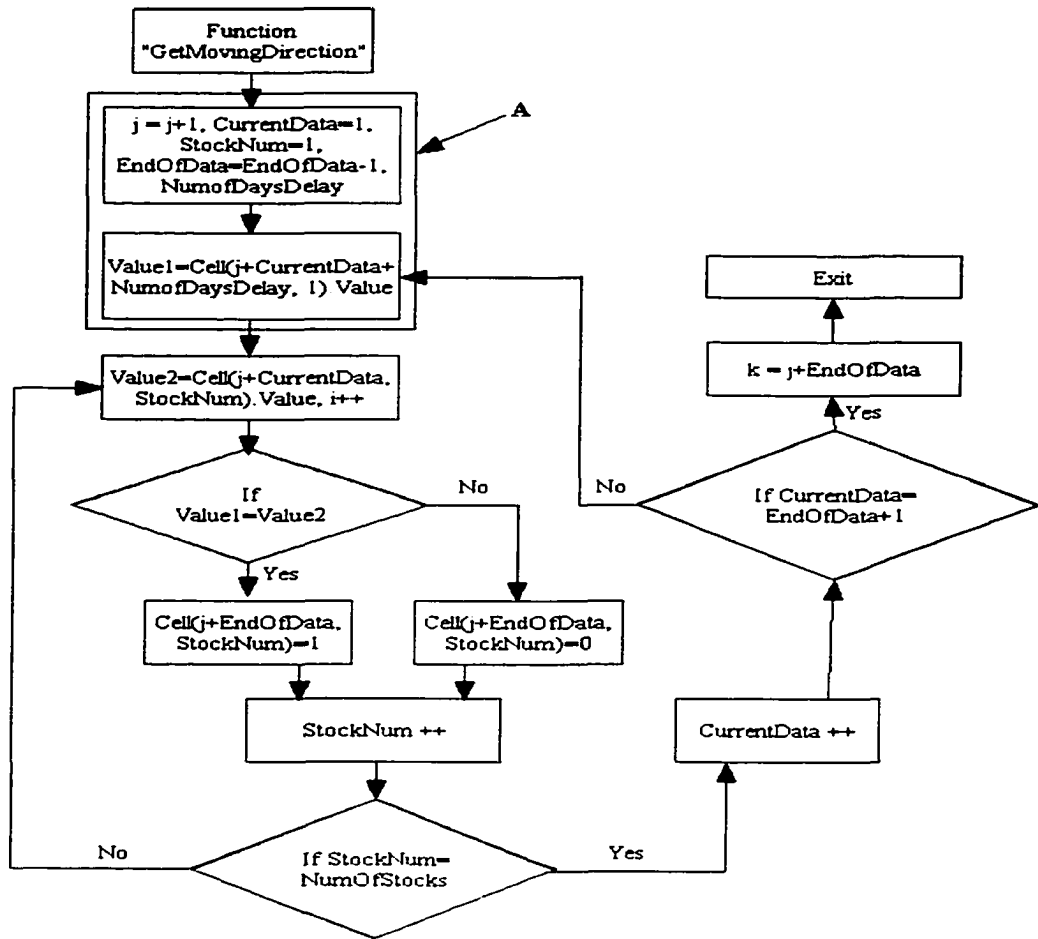 Function
"GetMovingDirection"
A
j = j+1, CurrentData=1,
StockNum=1,
EndOfData=EndOfData-1,
NumofDaysDelay
Value1=Cell(j+CurrentData+
NumofDaysDelay, 1) Value
Value2=Cell(j+CurrentData,
StockNum).Value, i++
If
Value1=Value2
No
Yes
Cell(j+EndOfData,
StockNum)=1
Cell(j+EndOfData,
StockNum)=0
StockNum ++
If StockNum=
NumOfStocks
No
Yes
CurrentData ++
If CurrentData=
EndOfData+1
No
Yes
k = j+EndOfData
Exit